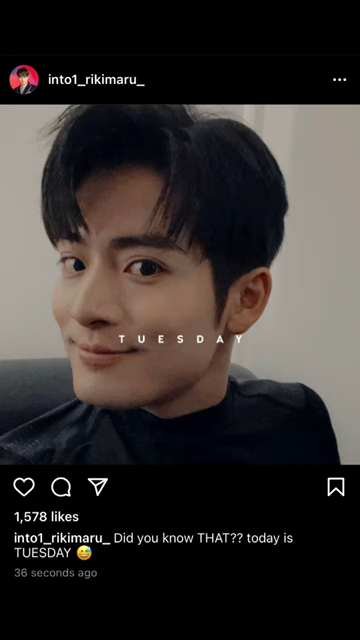 into1_rikimaru_
TUESDAY
1,578 likes
into1_rikimaru_ Did you know THAT?? today is
TUESDAY 😅
36 seconds ago